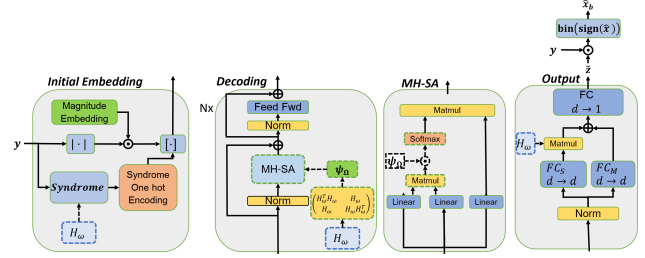 x̂_b
bin(sign(x̂))
y
z̃
Initial Embedding
Decoding
MH-SA
Output
Magnitude
Embedding
Nx
Feed Fwd
Norm
Matmul
FC
d → 1
y
|·|
[·]
Softmax
H_ω
Matmul
Syndrome
Syndrome
One hot
Encoding
MH-SA
ψ_Ω
ψ_Ω
Matmul
FC_S
d → d
FC_M
d → d
Norm
Linear
Linear
Linear
Norm
H_ω
H_ω